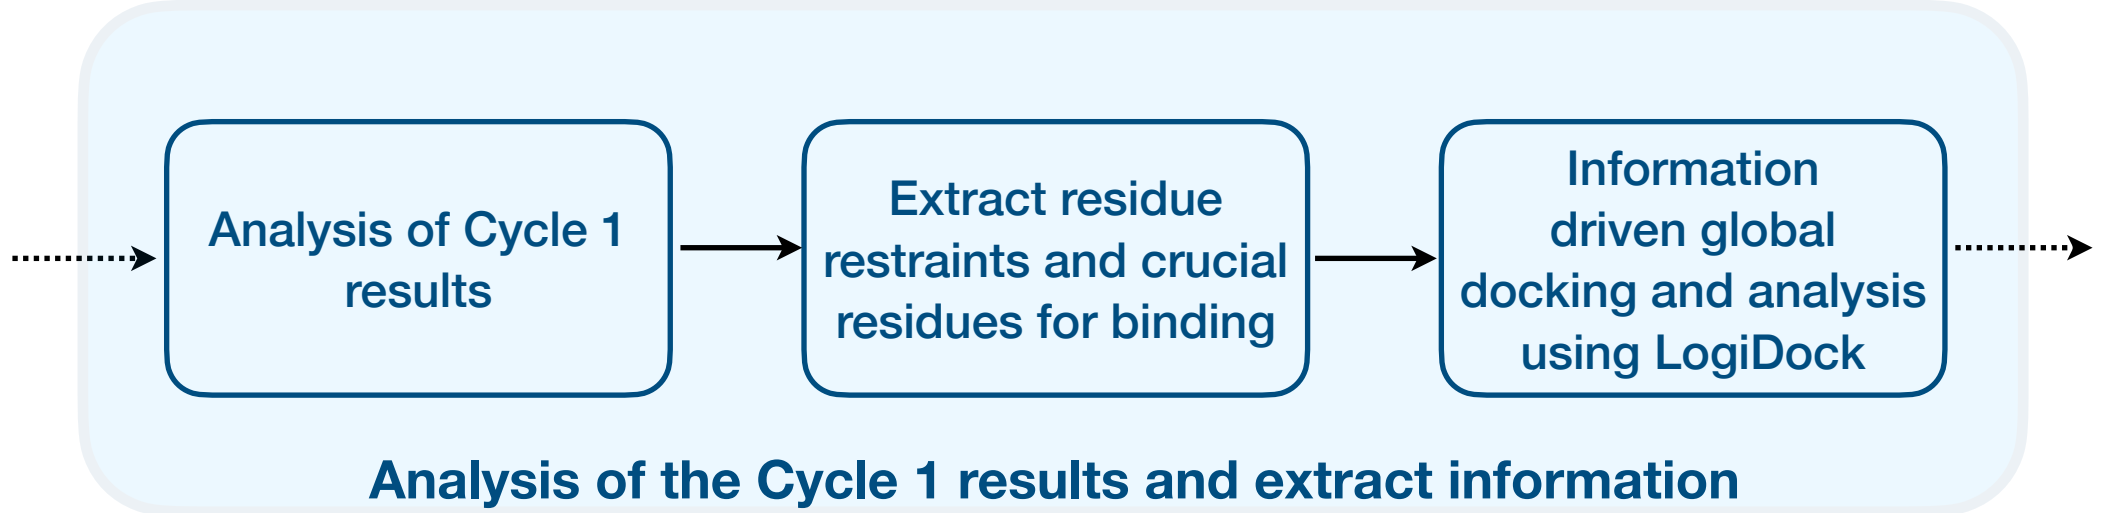 Analysis of Cycle 1
results
Extract residue
restraints and crucial
residues for binding
Information
driven global
docking and analysis
using LogiDock
Analysis of the Cycle 1 results and extract information